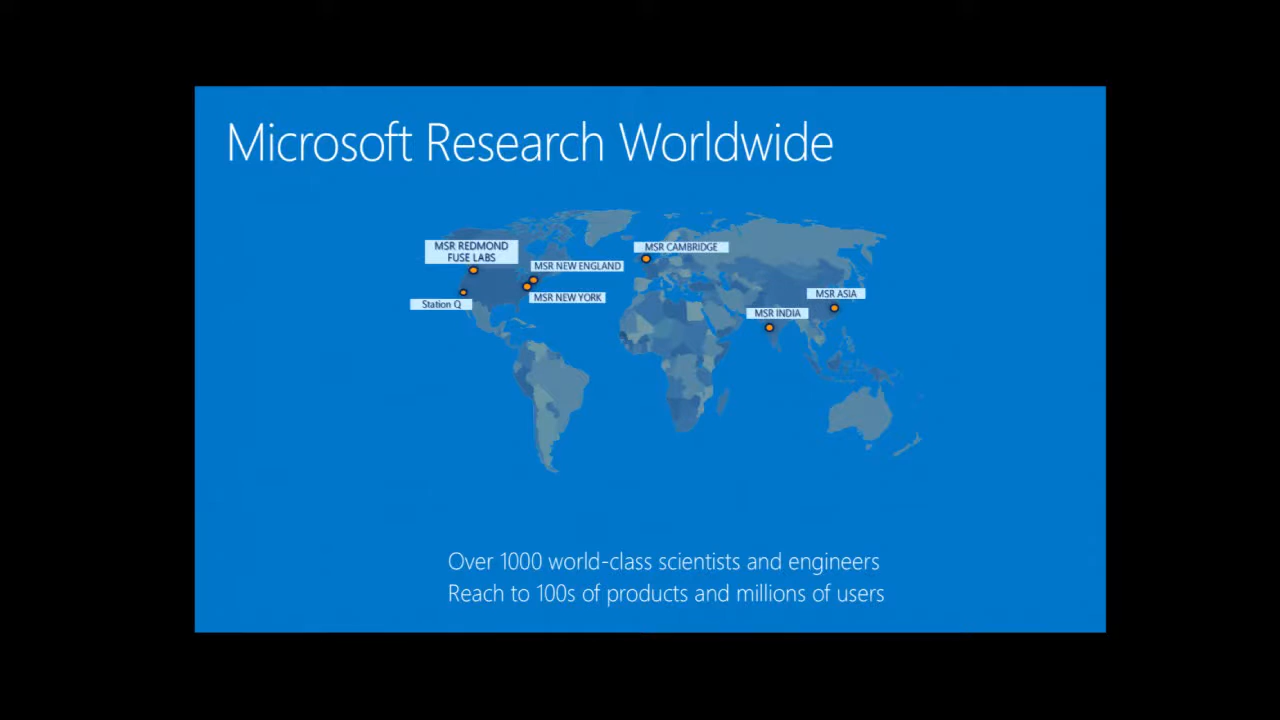 Microsoft Research Worldwide
MSR REDMOND
FUSE LABS
MSR CAMBRIDGE
MSR NEW ENGLAND
MSR NEW YORK
Station Q
MSR ASIA
MSR INDIA
Over 1000 world-class scientists and engineers
Reach to 100s of products and millions of users